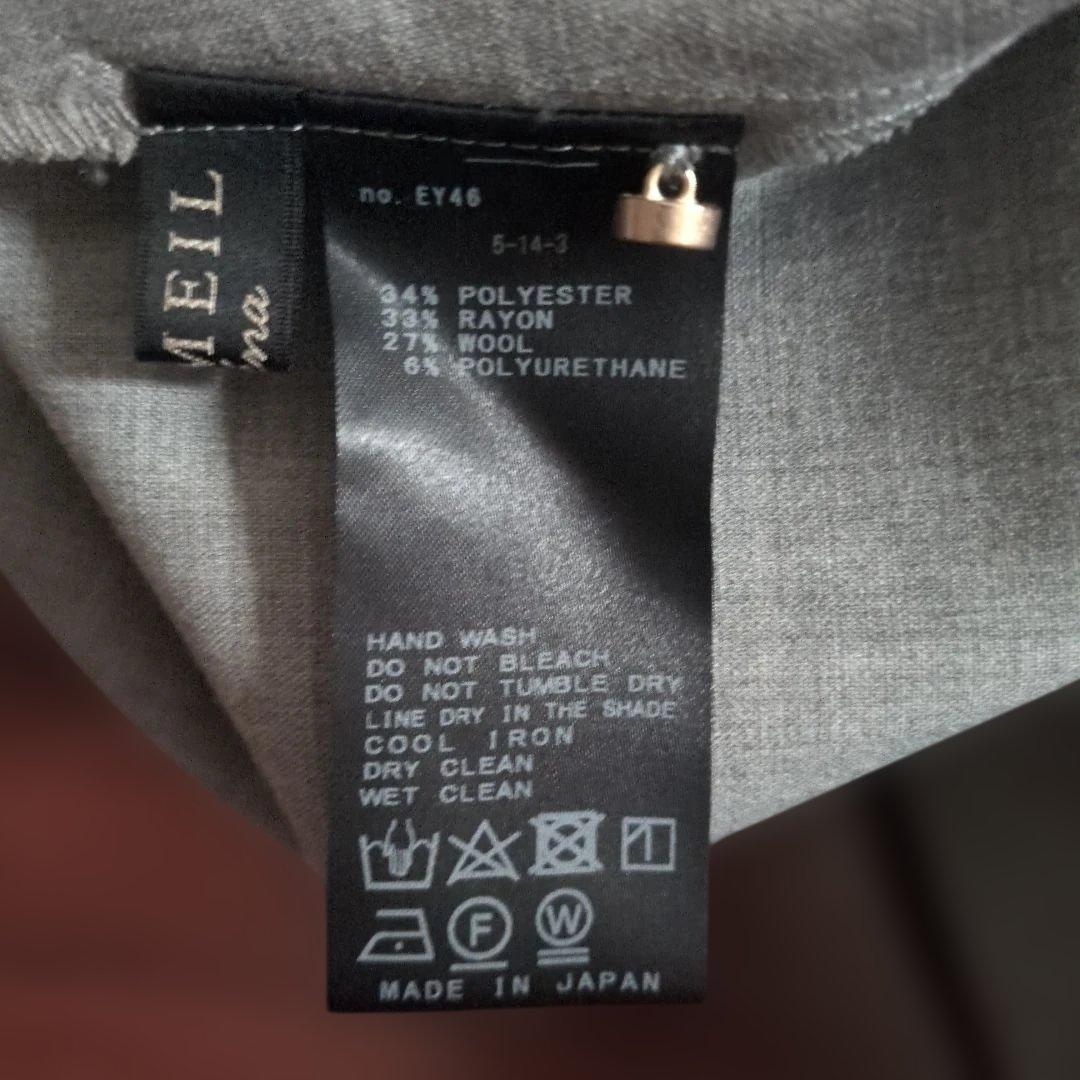 MEIL
na
no. EY46
5-14-3
34% POLYESTER
33% RAYON
27% WOOL
6% POLYURETHANE
HAND WASH
DO NOT BLEACH
DO NOT TUMBLE DRY
LINE DRY IN THE SHADE
COOL IRON
DRY CLEAN
WET CLEAN
F
W
MADE IN JAPAN